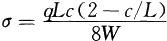 σ = qLc(2 − c/L) / 8W